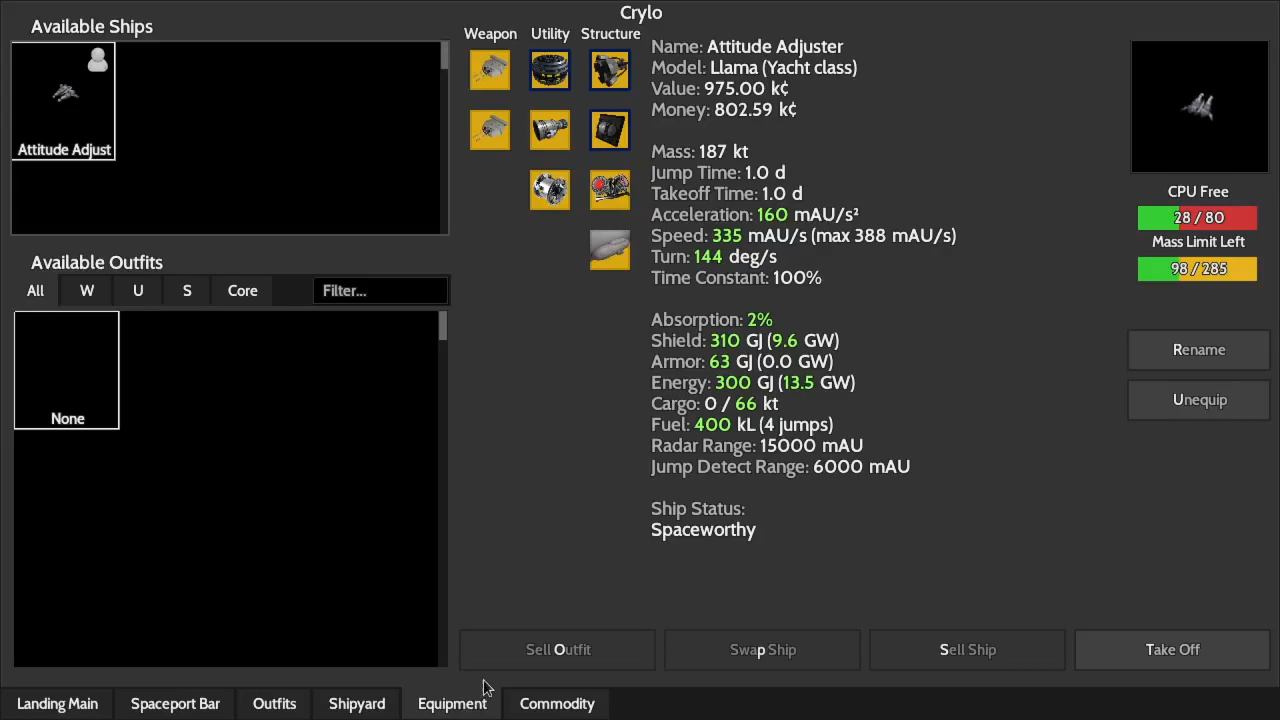 Crylo
Available Ships
Attitude Adjust
Available Outfits
All W U S Core Filter...
None
Weapon Utility Structure
Name: Attitude Adjuster
Model: Llama (Yacht class)
Value: 975.00 k¢
Money: 802.59 k¢
Mass: 187 kt
Jump Time: 1.0 d
Takeoff Time: 1.0 d
Acceleration: 160 mAU/s²
Speed: 335 mAU/s (max 388 mAU/s)
Turn: 144 deg/s
Time Constant: 100%
Absorption: 2%
Shield: 310 GJ (9.6 GW)
Armor: 63 GJ (0.0 GW)
Energy: 300 GJ (13.5 GW)
Cargo: 0 / 66 kt
Fuel: 400 kL (4 jumps)
Radar Range: 15000 mAU
Jump Detect Range: 6000 mAU
Ship Status:
Spaceworthy
CPU Free
28 / 80
Mass Limit Left
98 / 285
Rename
Unequip
Sell Outfit Swap Ship Sell Ship Take Off
Landing Main Spaceport Bar Outfits Shipyard Equipment Commodity